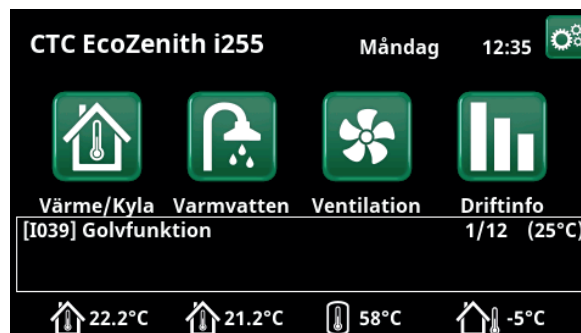 CTC EcoZenith i255 Måndag 12:35
Värme/Kyla Varmvatten Ventilation Driftinfo
[I039] Golvfunktion 1/12 (25°C)
22.2°C 21.2°C 58°C -5°C